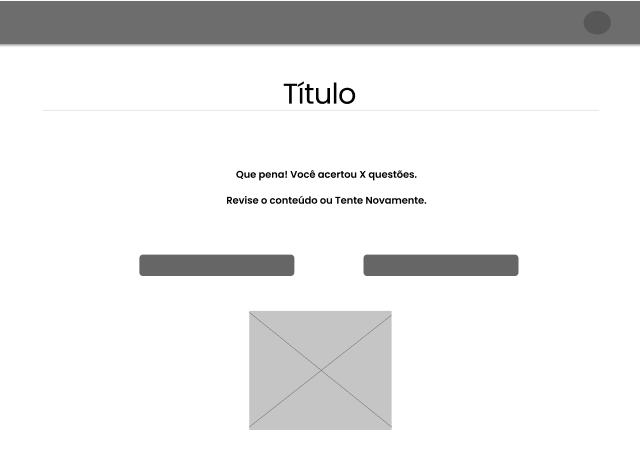 Título
Que pena! Você acertou X questões.
Revise o conteúdo ou Tente Novamente.